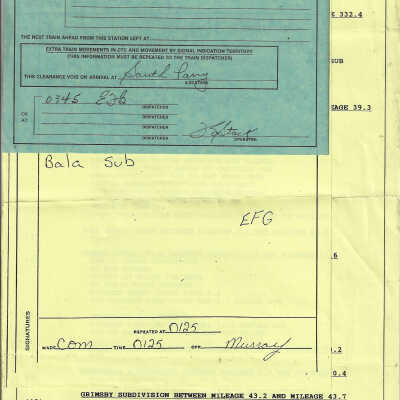 E 332.4
THE NEXT TRAIN AHEAD FROM THIS STATION LEFT AT
EXTRA TRAIN MOVEMENTS IN CTC AND MOVEMENT BY SIGNAL INDICATION TERRITORY
(THIS INFORMATION MUST BE REPEATED TO THE TRAIN DISPATCHER)
THIS CLEARANCE VOID ON ARRIVAL AT South Parry
LOCATION
SUB
0345 EFG
DISPATCHER
EAGE 39.3
DISPATCHER
OK
AT
DISPATCHER
DISPATCHER
OPERATOR
Bala Sub
EFG
6
SIGNATURES
REPEATED AT 0125
MADE Com TIME 0125 OPR. Murray
.2
0.4
GRIMSBY SUBDIVISION BETWEEN MILEAGE 43.2 AND MILEAGE 43.7